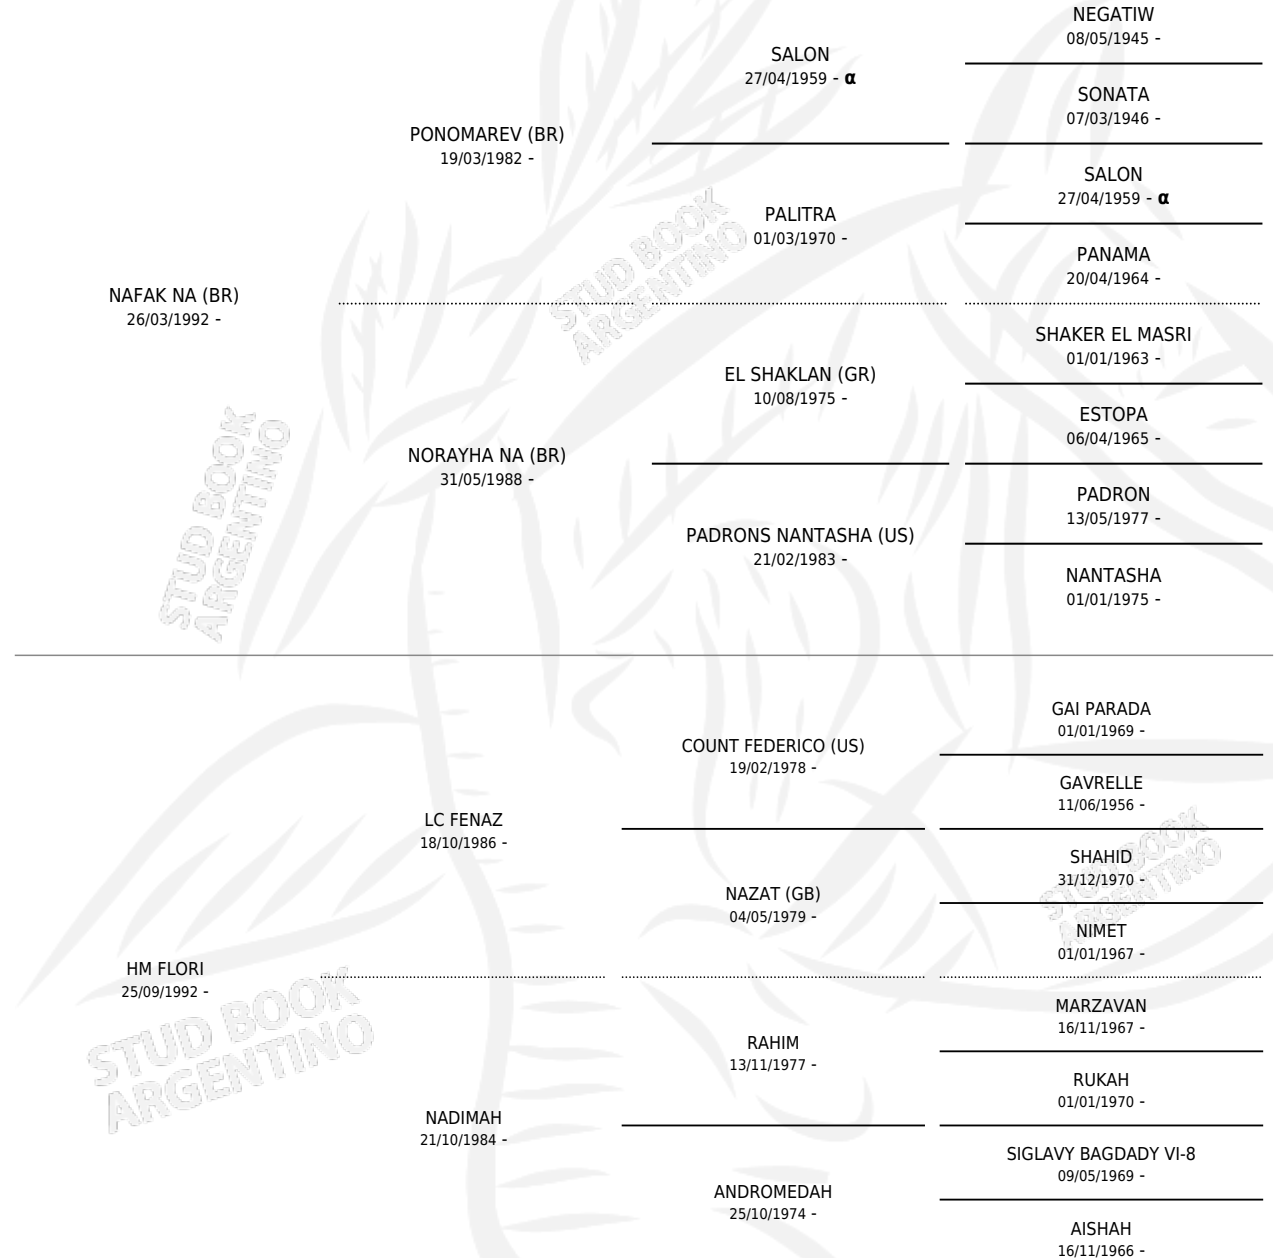 NEGATIW
08/05/1945 -
SALON
27/04/1959 - α
SONATA
07/03/1946 -
PONOMAREV (BR)
19/03/1982 -
SALON
27/04/1959 - α
PALITRA
01/03/1970 -
PANAMA
20/04/1964 -
NAFAK NA (BR)
26/03/1992 -
SHAKER EL MASRI
01/01/1963 -
EL SHAKLAN (GR)
10/08/1975 -
ESTOPA
06/04/1965 -
NORAYHA NA (BR)
31/05/1988 -
PADRON
13/05/1977 -
PADRONS NANTASHA (US)
21/02/1983 -
NANTASHA
01/01/1975 -
GAI PARADA
01/01/1969 -
COUNT FEDERICO (US)
19/02/1978 -
GAVRELLE
11/06/1956 -
LC FENAZ
18/10/1986 -
SHAHID
31/12/1970 -
NAZAT (GB)
04/05/1979 -
NIMET
01/01/1967 -
HM FLORI
25/09/1992 -
MARZAVAN
16/11/1967 -
RAHIM
13/11/1977 -
RUKAH
01/01/1970 -
NADIMAH
21/10/1984 -
SIGLAVY BAGDADY VI-8
09/05/1969 -
ANDROMEDAH
25/10/1974 -
AISHAH
16/11/1966 -
STUD BOOK
ARGENTINO
STUD BOOK
ARGENTINO
STUD BOOK
ARGENTINO
STUD BOOK
ARGENTINO